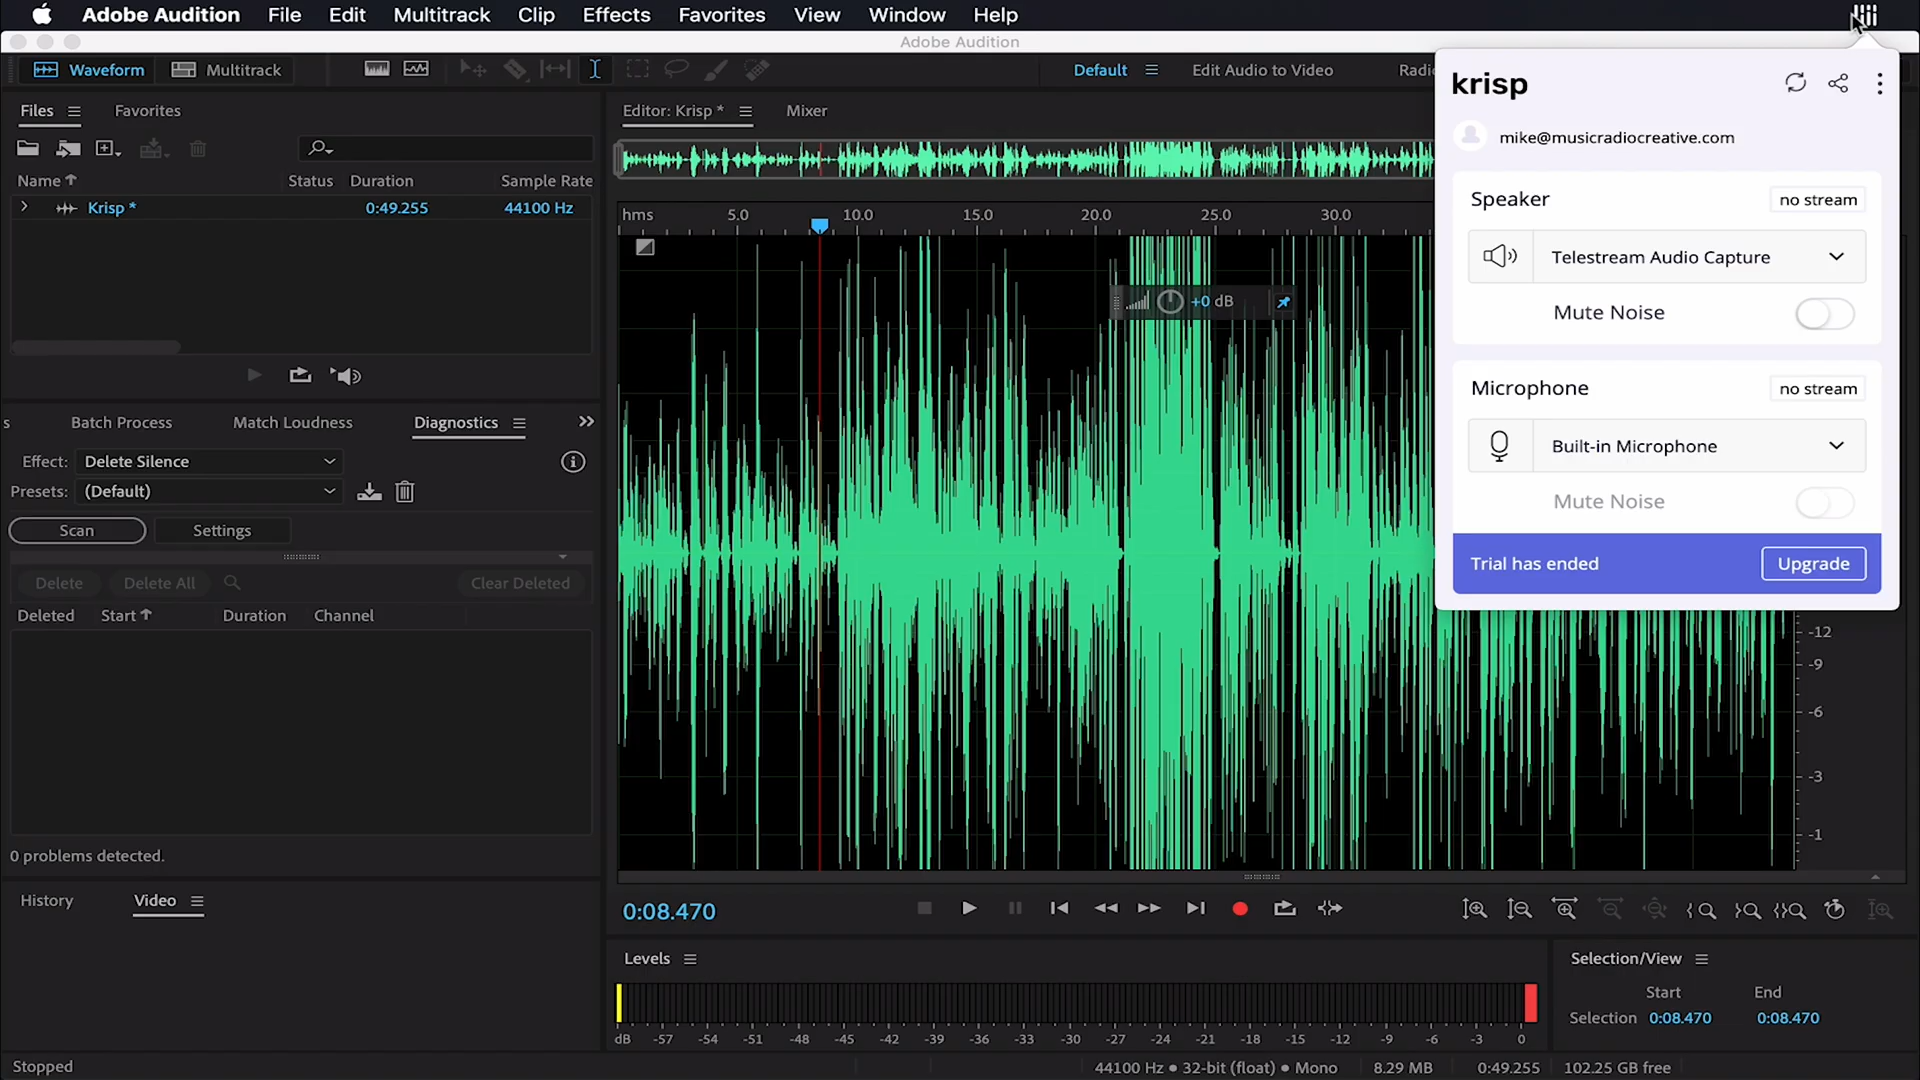 Adobe Audition File Edit Multitrack Clip Effects Favorites View Window Help
Adobe Audition
Waveform Multitrack
Default Edit Audio to Video
Files Favorites
Editor: Krisp * Mixer
Name Status Duration Sample Rate
Krisp * 0:49.255 44100 Hz
hms 5.0 10.0 15.0 20.0 25.0 30.0
+0 dB
krisp
mike@musicradiocreative.com
Speaker no stream
Telestream Audio Capture
Mute Noise
Microphone no stream
Built-in Microphone
Mute Noise
Trial has ended Upgrade
Batch Process Match Loudness Diagnostics
Effect: Delete Silence
Presets: (Default)
Scan Settings
Delete Delete All Clear Deleted
Deleted Start Duration Channel
0 problems detected.
-12
-9
-6
-3
-1
History Video
0:08.470
Levels
dB -57 -54 -51 -48 -45 -42 -39 -36 -33 -30 -27 -24 -21 -18 -15 -12 -9 -6 -3 0
Selection/View
Start End
Selection 0:08.470 0:08.470
Stopped
44100 Hz • 32-bit (float) • Mono 8.29 MB 0:49.255 102.25 GB free